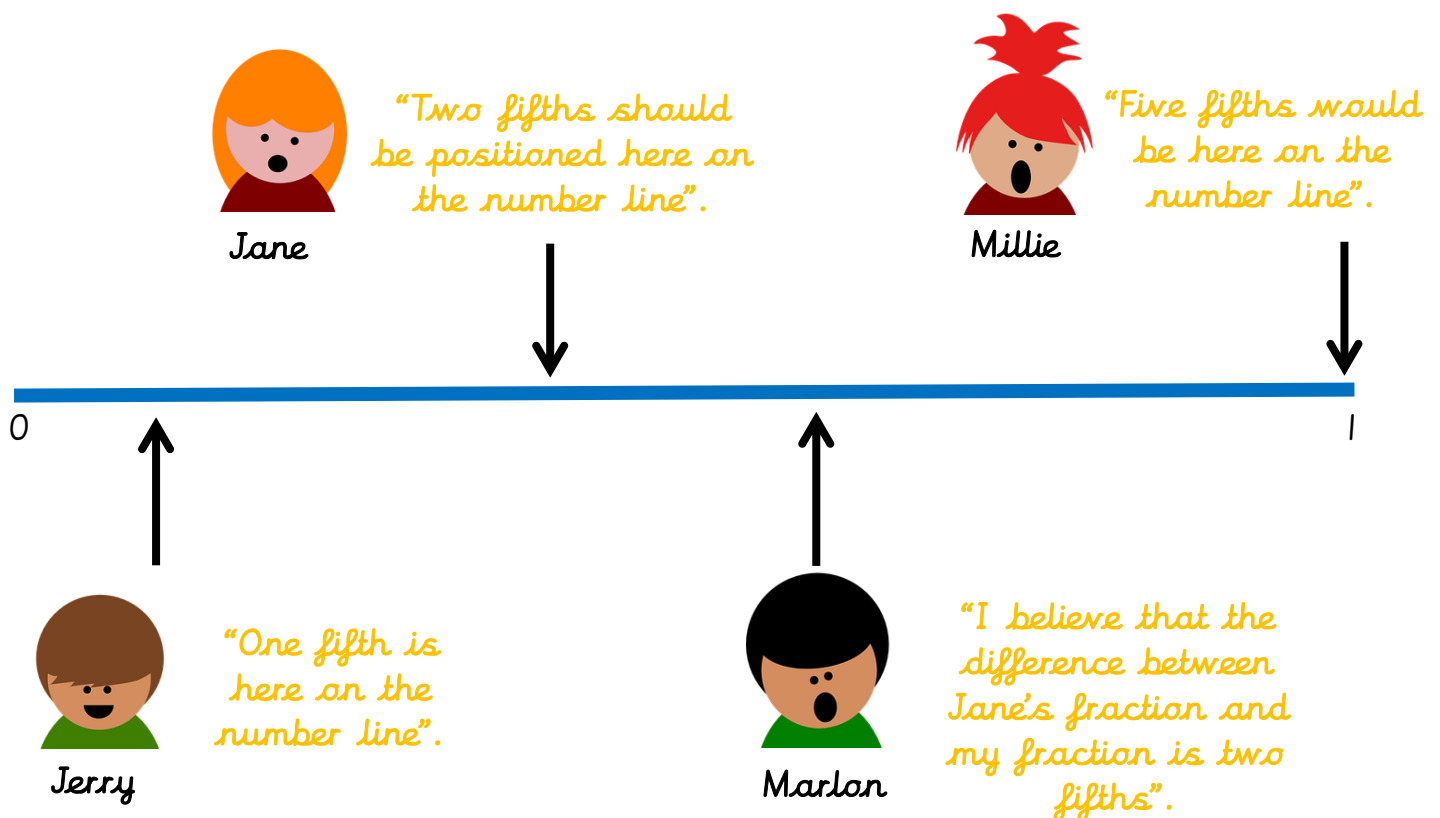 “Two fifths should
be positioned here on
the number line”.
Jane
“Five fifths would
be here on the
number line”.
Millie
0
1
“One fifth is
here on the
number line”.
Jerry
“I believe that the
difference between
Jane’s fraction and
my fraction is two
fifths”.
Marlon